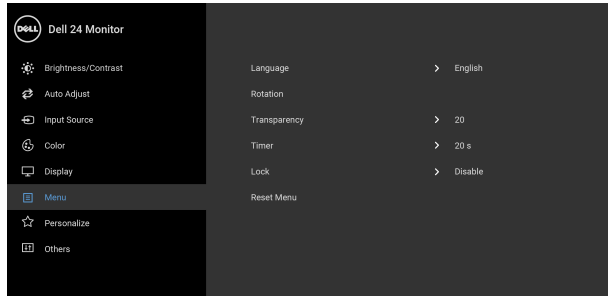 DELL Dell 24 Monitor
Brightness/Contrast Language English
Auto Adjust Rotation
Input Source Transparency 20
Color Timer 20 s
Display Lock Disable
Menu Reset Menu
Personalize
Others